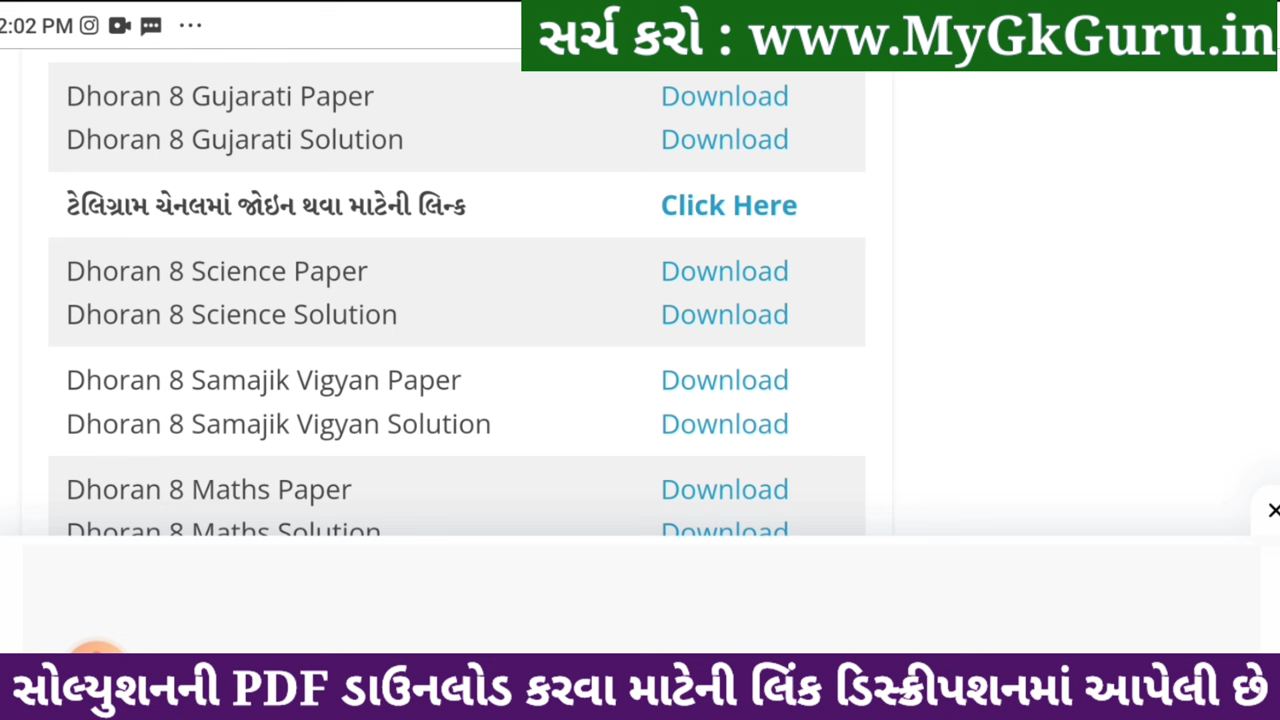 2:02 PM
સર્ચ કરો : www.MyGkGuru.in
Dhoran 8 Gujarati Paper Download
Dhoran 8 Gujarati Solution Download
ટેલિગ્રામ ચેનલમાં જોઇન થવા માટેની લિન્ક Click Here
Dhoran 8 Science Paper Download
Dhoran 8 Science Solution Download
Dhoran 8 Samajik Vigyan Paper Download
Dhoran 8 Samajik Vigyan Solution Download
Dhoran 8 Maths Paper Download
Dhoran 8 Maths Solution Download
સોલ્યુશનની PDF ડાઉનલોડ કરવા માટેની લિંક ડિસ્ક્રીપશનમાં આપેલી છે